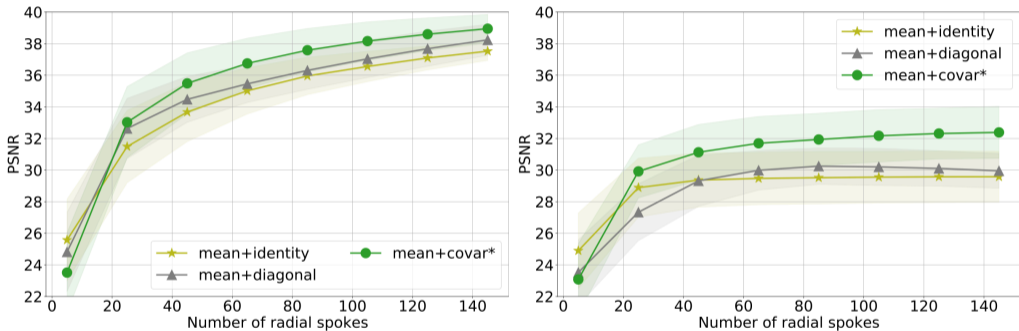 40
38
36
34
32
30
28
26
24
22
PSNR
0 20 40 60 80 100 120 140
Number of radial spokes
mean+identity
mean+diagonal
mean+covar*
40
38
36
34
32
30
28
26
24
22
PSNR
0 20 40 60 80 100 120 140
Number of radial spokes
mean+identity
mean+diagonal
mean+covar*